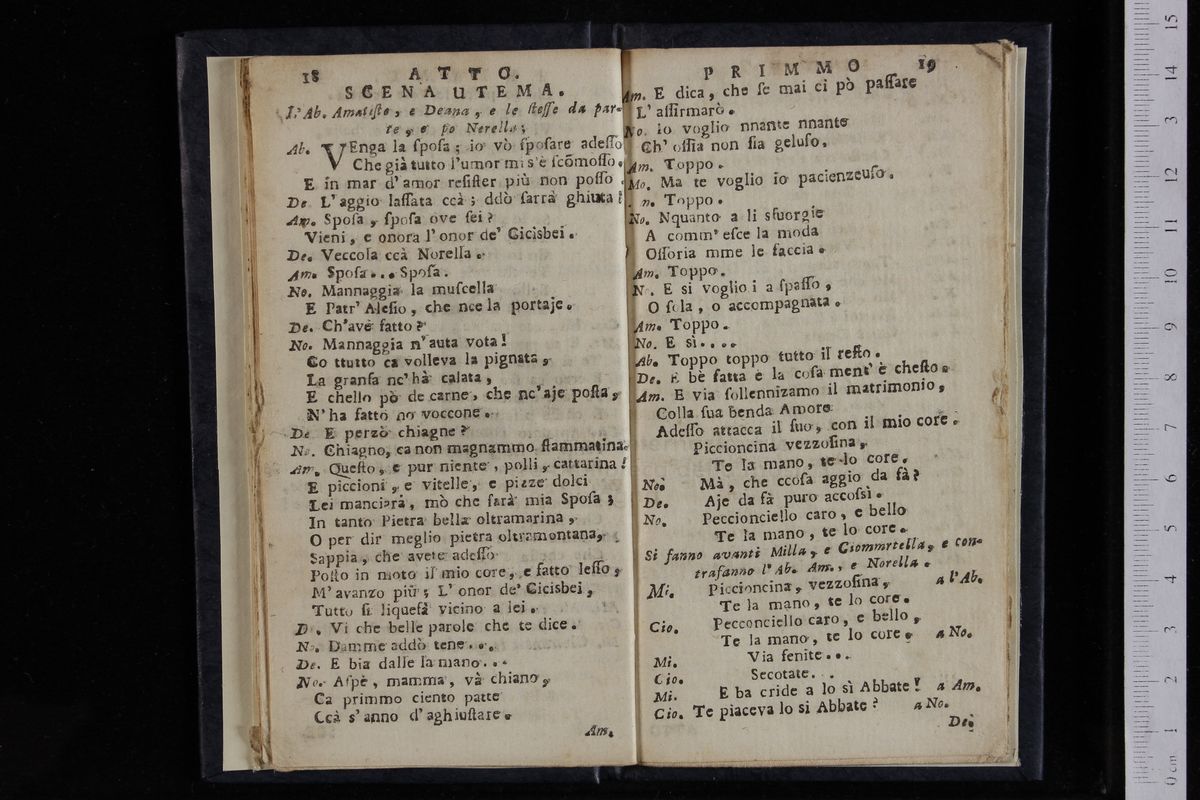 18 ATTO.
SCENA UTEMA.
L'Ab. Amatiſto, e Deana, e le ſteſſe da par-
te, e po Nerella;
Ab. VEnga la ſpoſa; io vò ſpoſare adeſſo
Che già tutto l'umor mi s'è ſcõmoſſo.
E in mar d'amor reſiſter più non poſſo.
De. L'aggio laſſata ccà; ddò ſarrà ghiuta?
Am. Spoſa, ſpoſa ove ſei?
Vieni, e onora l'onor de' Cicisbei.
De. Veccola ccà Norella.
Am. Spoſa... Spoſa.
No. Mannaggia la muſcella
E Patr' Aleſio, che nce la portaje.
De. Ch'avè fatto?
No. Mannaggia n'auta vota!
Co ttutto ca volleva la pignata,
La granſa nc'hà calata,
E chello pò de carne, che nc'aje poſta,
N'ha fatto no voccone.
De E perzò chiagne?
No. Chiagno, ca non magnammo ſtammatina.
Am. Queſto, e pur niente, polli, cattarina!
E piccioni, e vitelle, e pizze dolci
Lei manciarà, mò che ſarà mia Spoſa;
In tanto Pietra bella oltramarina,
O per dir meglio pietra oltramontana,
Sappia, che avete adeſſo
Poſto in moto il mio core, e fatto leſſo,
M'avanzo più; L'onor de' Cicisbei,
Tutto ſi liquefà vicino a lei.
D. Vi che belle parole che te dice.
No. Damme addò tene...
De. E bia dalle la mano...
No. Aſpè, mamma, và chiano,
Ca primmo ciento patte
Ccà s'anno d'aghiuſtare.
Am.
PRIMMO 19
Am. E dica, che ſe mai ci pò paſſare
L'affirmarò.
No. io voglio nnante nnante
Ch'oſſia non ſia geluſo.
Am. Toppo.
Mo. Ma te voglio io pacienzeuſo.
n. Toppo.
No. Nquanto a li sfuorgie
A comm'eſce la moda
Oſſoria mme le faccia.
Am. Toppo.
N. E si voglio i a ſpaſſo,
O ſola, o accompagnata.
Am. Toppo.
No. E sì....
Ab. Toppo toppo tutto il reſto.
De. E bè fatta è la coſa ment' è cheſto.
Am. E via ſollennizamo il matrimonio,
Colla ſua benda Amore
Adeſſo attacca il ſuo, con il mio core.
Piccioncina vezzoſina,
Te la mano, te lo core.
No. Mà, che ccoſa aggio da fà?
De. Aje da fà puro accoſsì.
No. Peccionciello caro, e bello
Te la mano, te lo core.
Si fanno avanti Milla, e Ciommrtella, e con-
trafanno l'Ab. Am., e Norella.
Mi. Piccioncina, vezzoſina, a l'Ab.
Te la mano, te lo core.
Cio. Pecconciello caro, e bello,
Te la mano, te lo core. a No.
Mi. Via fenite...
Cio. Secotate...
Mi. E ba cride a lo sì Abbate! a Am.
Cio. Te piaceva lo si Abbate? a No.
De.